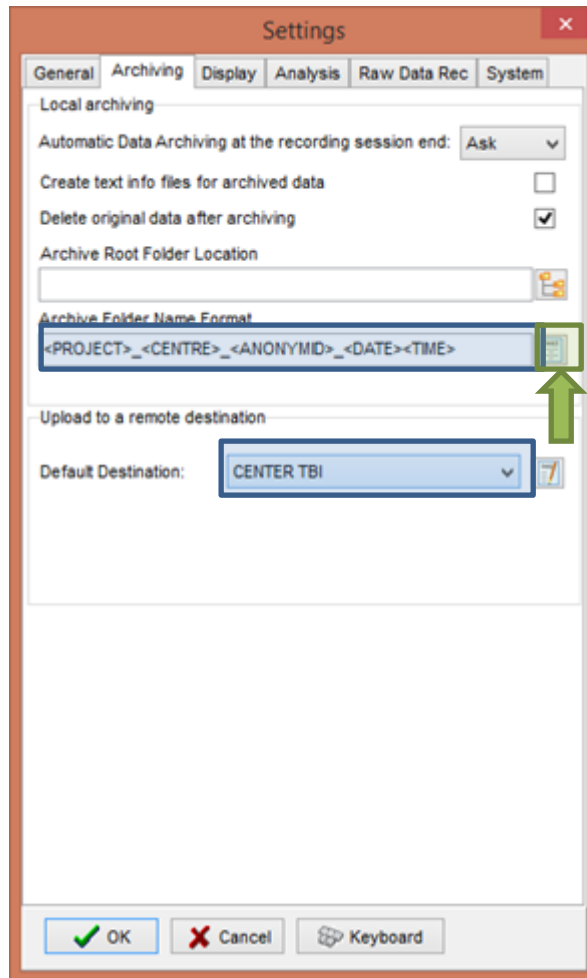 Settings
General Archiving Display Analysis Raw Data Rec System
Local archiving
Automatic Data Archiving at the recording session end: Ask
Create text info files for archived data
Delete original data after archiving
Archive Root Folder Location
Archive Folder Name Format
<PROJECT>_<CENTRE>_<ANONYMID>_<DATE><TIME>
Upload to a remote destination
Default Destination: CENTER TBI
OK Cancel Keyboard